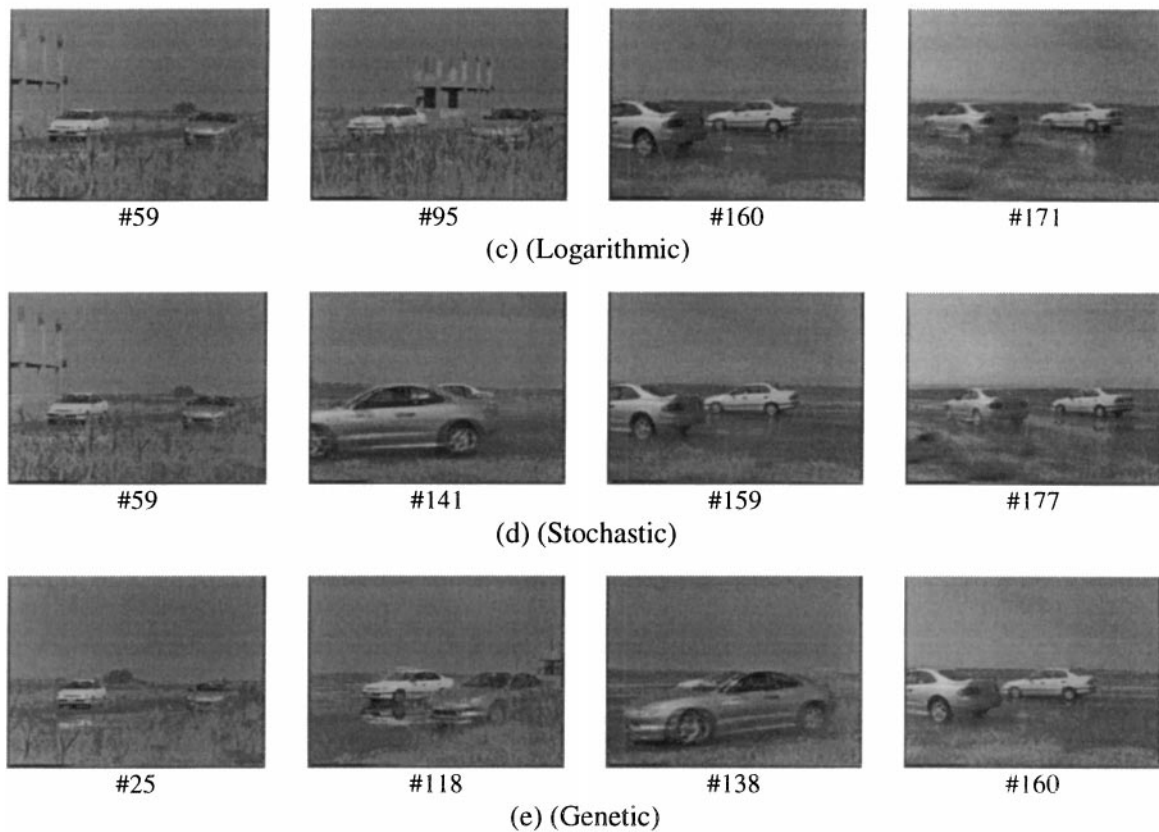 #59 #95 #160 #171
(c) (Logarithmic)
#59 #141 #159 #177
(d) (Stochastic)
#25 #118 #138 #160
(e) (Genetic)